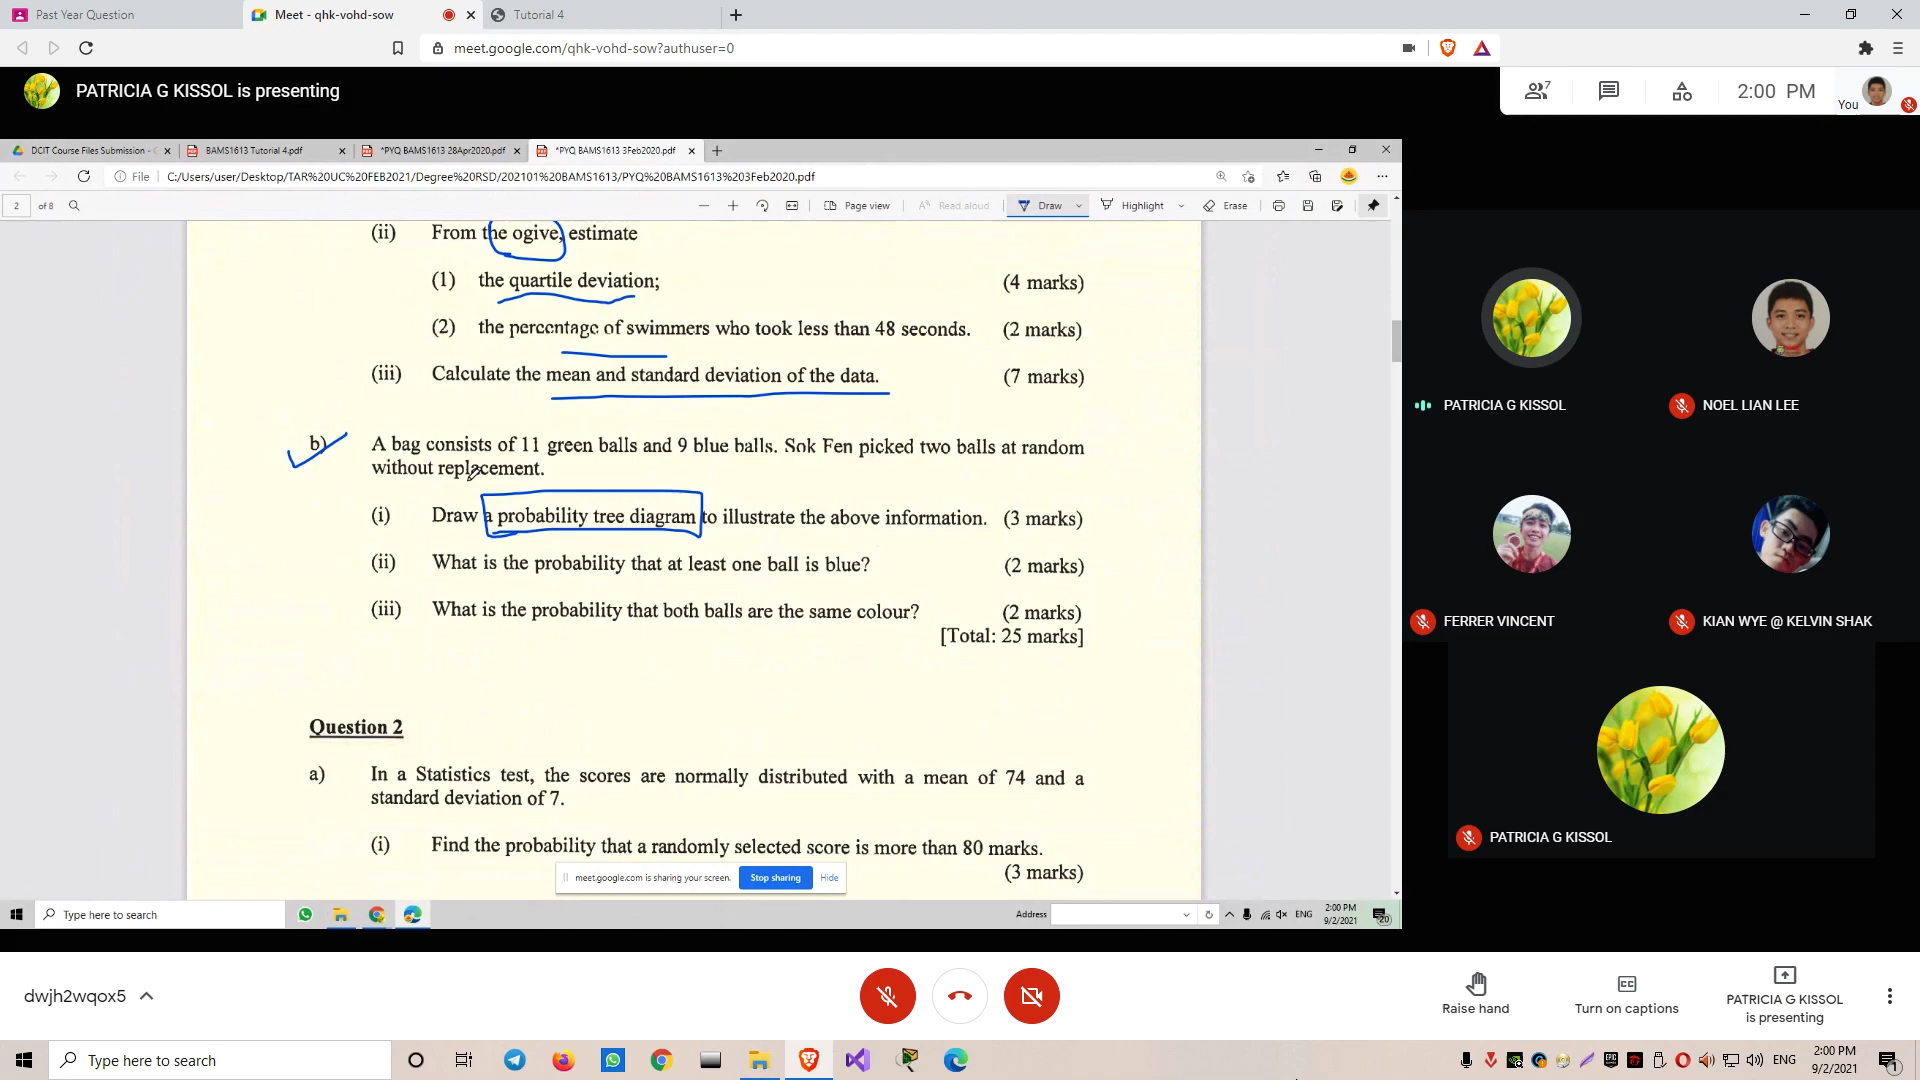 Past Year Question
Meet - qhk-vohd-sow
Tutorial 4
meet.google.com/qhk-vohd-sow?authuser=0
PATRICIA G KISSOL is presenting
7
2:00 PM
You
DCIT Course Files Submission -
BAMS1613 Tutorial 4.pdf
*PYQ BAMS1613 28Apr2020.pdf
*PYQ BAMS1613 3Feb2020.pdf
File
C:/Users/user/Desktop/TAR%20UC%20FEB2021/Degree%20RSD/202101%20BAMS1613/PYQ%20BAMS1613%203Feb2020.pdf
2 of 8
Page view
Read aloud
Draw
Highlight
Erase
(ii) From the ogive, estimate
(1) the quartile deviation; (4 marks)
(2) the percentage of swimmers who took less than 48 seconds. (2 marks)
(iii) Calculate the mean and standard deviation of the data. (7 marks)
b) A bag consists of 11 green balls and 9 blue balls. Sok Fen picked two balls at random
without replacement.
(i) Draw a probability tree diagram to illustrate the above information. (3 marks)
(ii) What is the probability that at least one ball is blue? (2 marks)
(iii) What is the probability that both balls are the same colour? (2 marks)
[Total: 25 marks]
Question 2
a) In a Statistics test, the scores are normally distributed with a mean of 74 and a
standard deviation of 7.
(i) Find the probability that a randomly selected score is more than 80 marks.
(3 marks)
meet.google.com is sharing your screen.
Stop sharing
Hide
Type here to search
Address
ENG
2:00 PM
9/2/2021
20
PATRICIA G KISSOL
NOEL LIAN LEE
FERRER VINCENT
KIAN WYE @ KELVIN SHAK
PATRICIA G KISSOL
dwjh2wqox5
Raise hand
Turn on captions
PATRICIA G KISSOL
is presenting
Type here to search
ENG
2:00 PM
9/2/2021
1